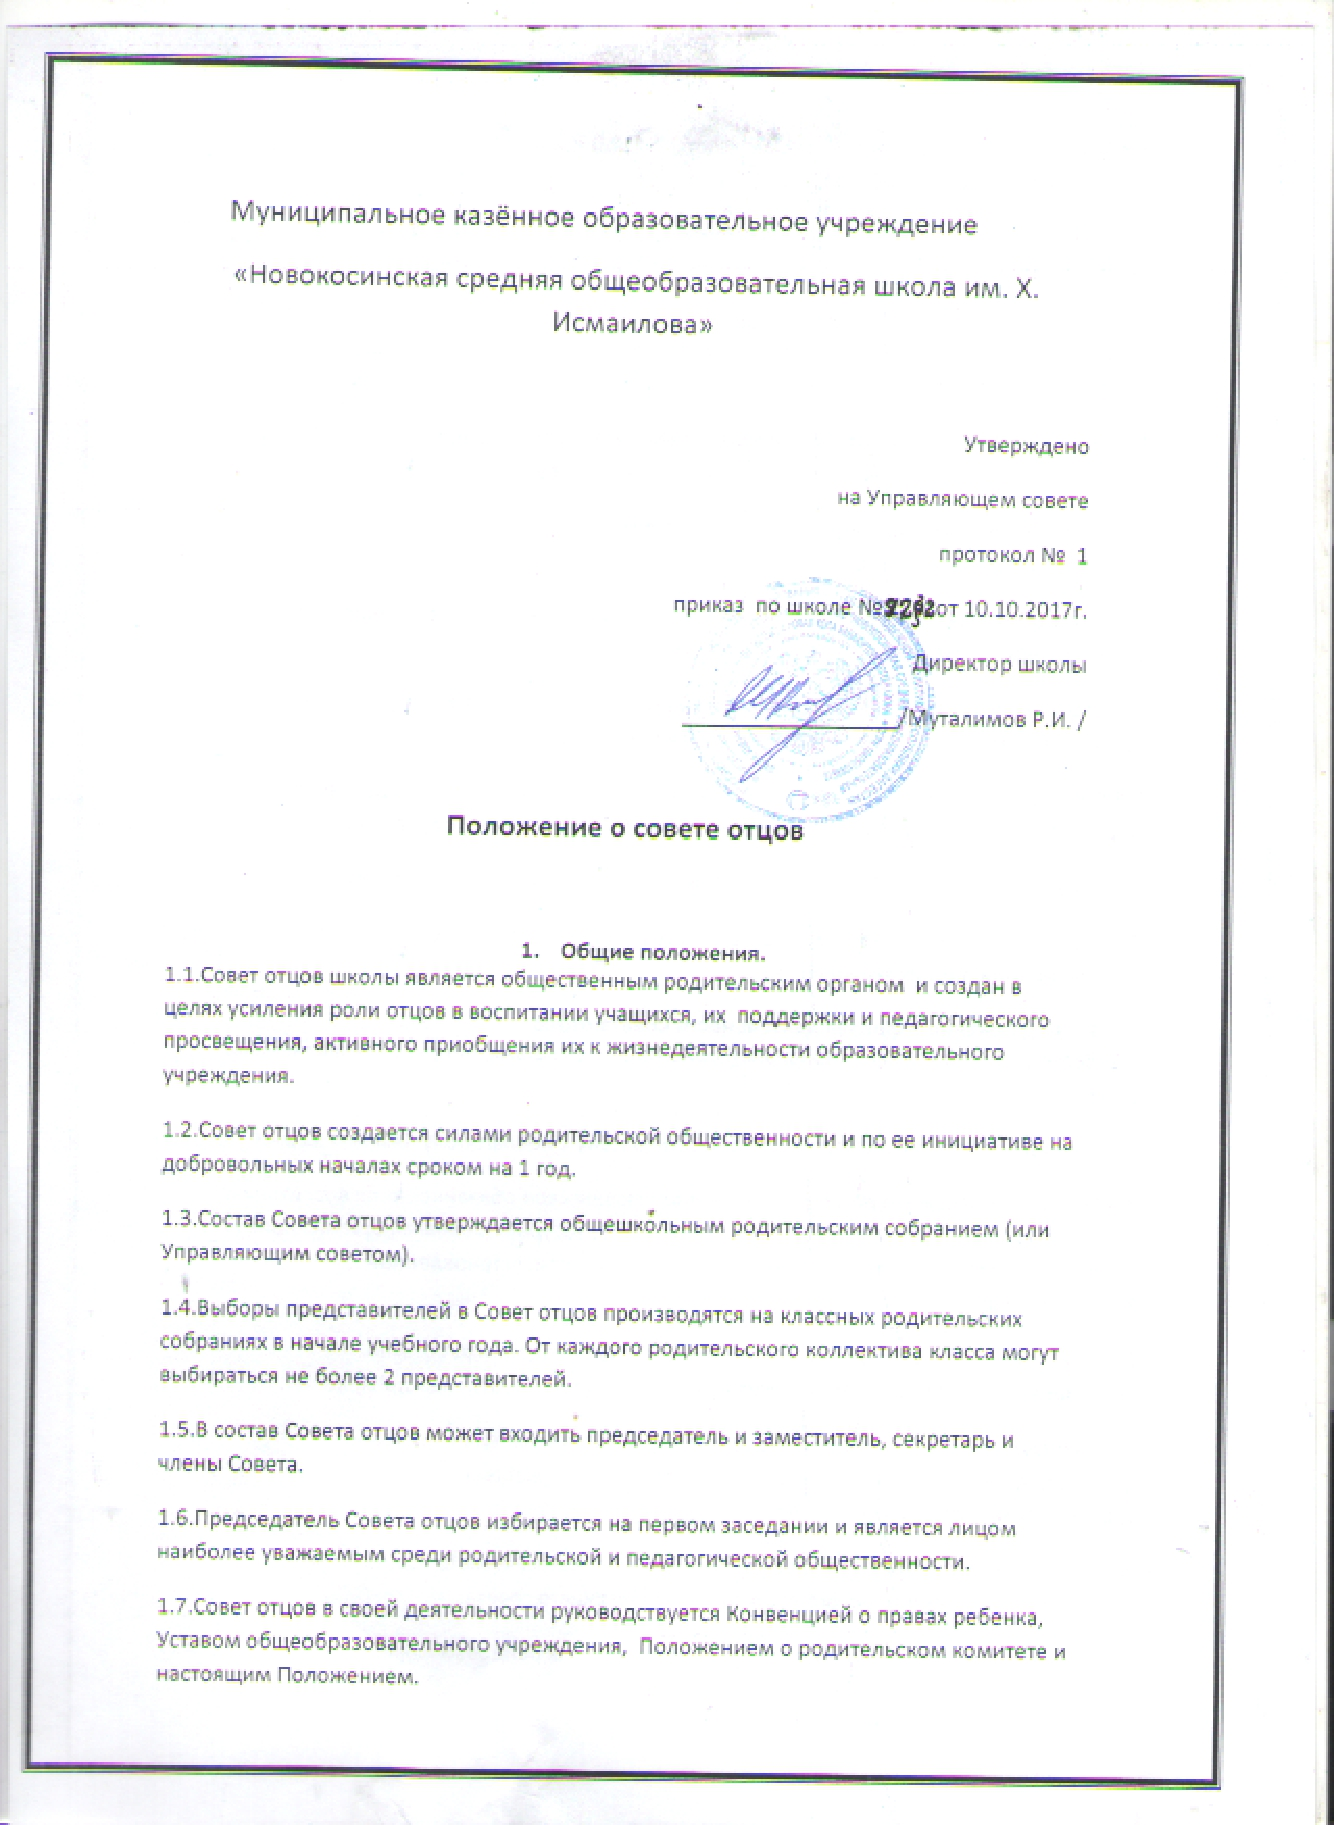 Муниципальное казённое образовательное учреждение
«Новокосинская средняя общеобразовательная школа им. Х.
Исмаилова»
Утверждено
на Управляющем совете
протокол № 1
приказ по школе № от 10.10.2017г.
Директор школы
/Муталимов Р.И. /
Положение о совете отцов
1. Общие положения.
1.1.Совет отцов школы является общественным родительским органом и создан в
целях усиления роли отцов в воспитании учащихся, их поддержки и педагогического
просвещения, активного приобщения их к жизнедеятельности образовательного
учреждения.
1.2.Совет отцов создается силами родительской общественности и по ее инициативе на
добровольных началах сроком на 1 год.
1.3.Состав Совета отцов утверждается общешкольным родительским собранием (или
Управляющим советом).
1.4.Выборы представителей в Совет отцов производятся на классных родительских
собраниях в начале учебного года. От каждого родительского коллектива класса могут
выбираться не более 2 представителей.
1.5.В состав Совета отцов может входить председатель и заместитель, секретарь и
члены Совета.
1.6.Председатель Совета отцов избирается на первом заседании и является лицом
наиболее уважаемым среди родительской и педагогической общественности.
1.7.Совет отцов в своей деятельности руководствуется Конвенцией о правах ребенка,
Уставом общеобразовательного учреждения, Положением о родительском комитете и
настоящим Положением.